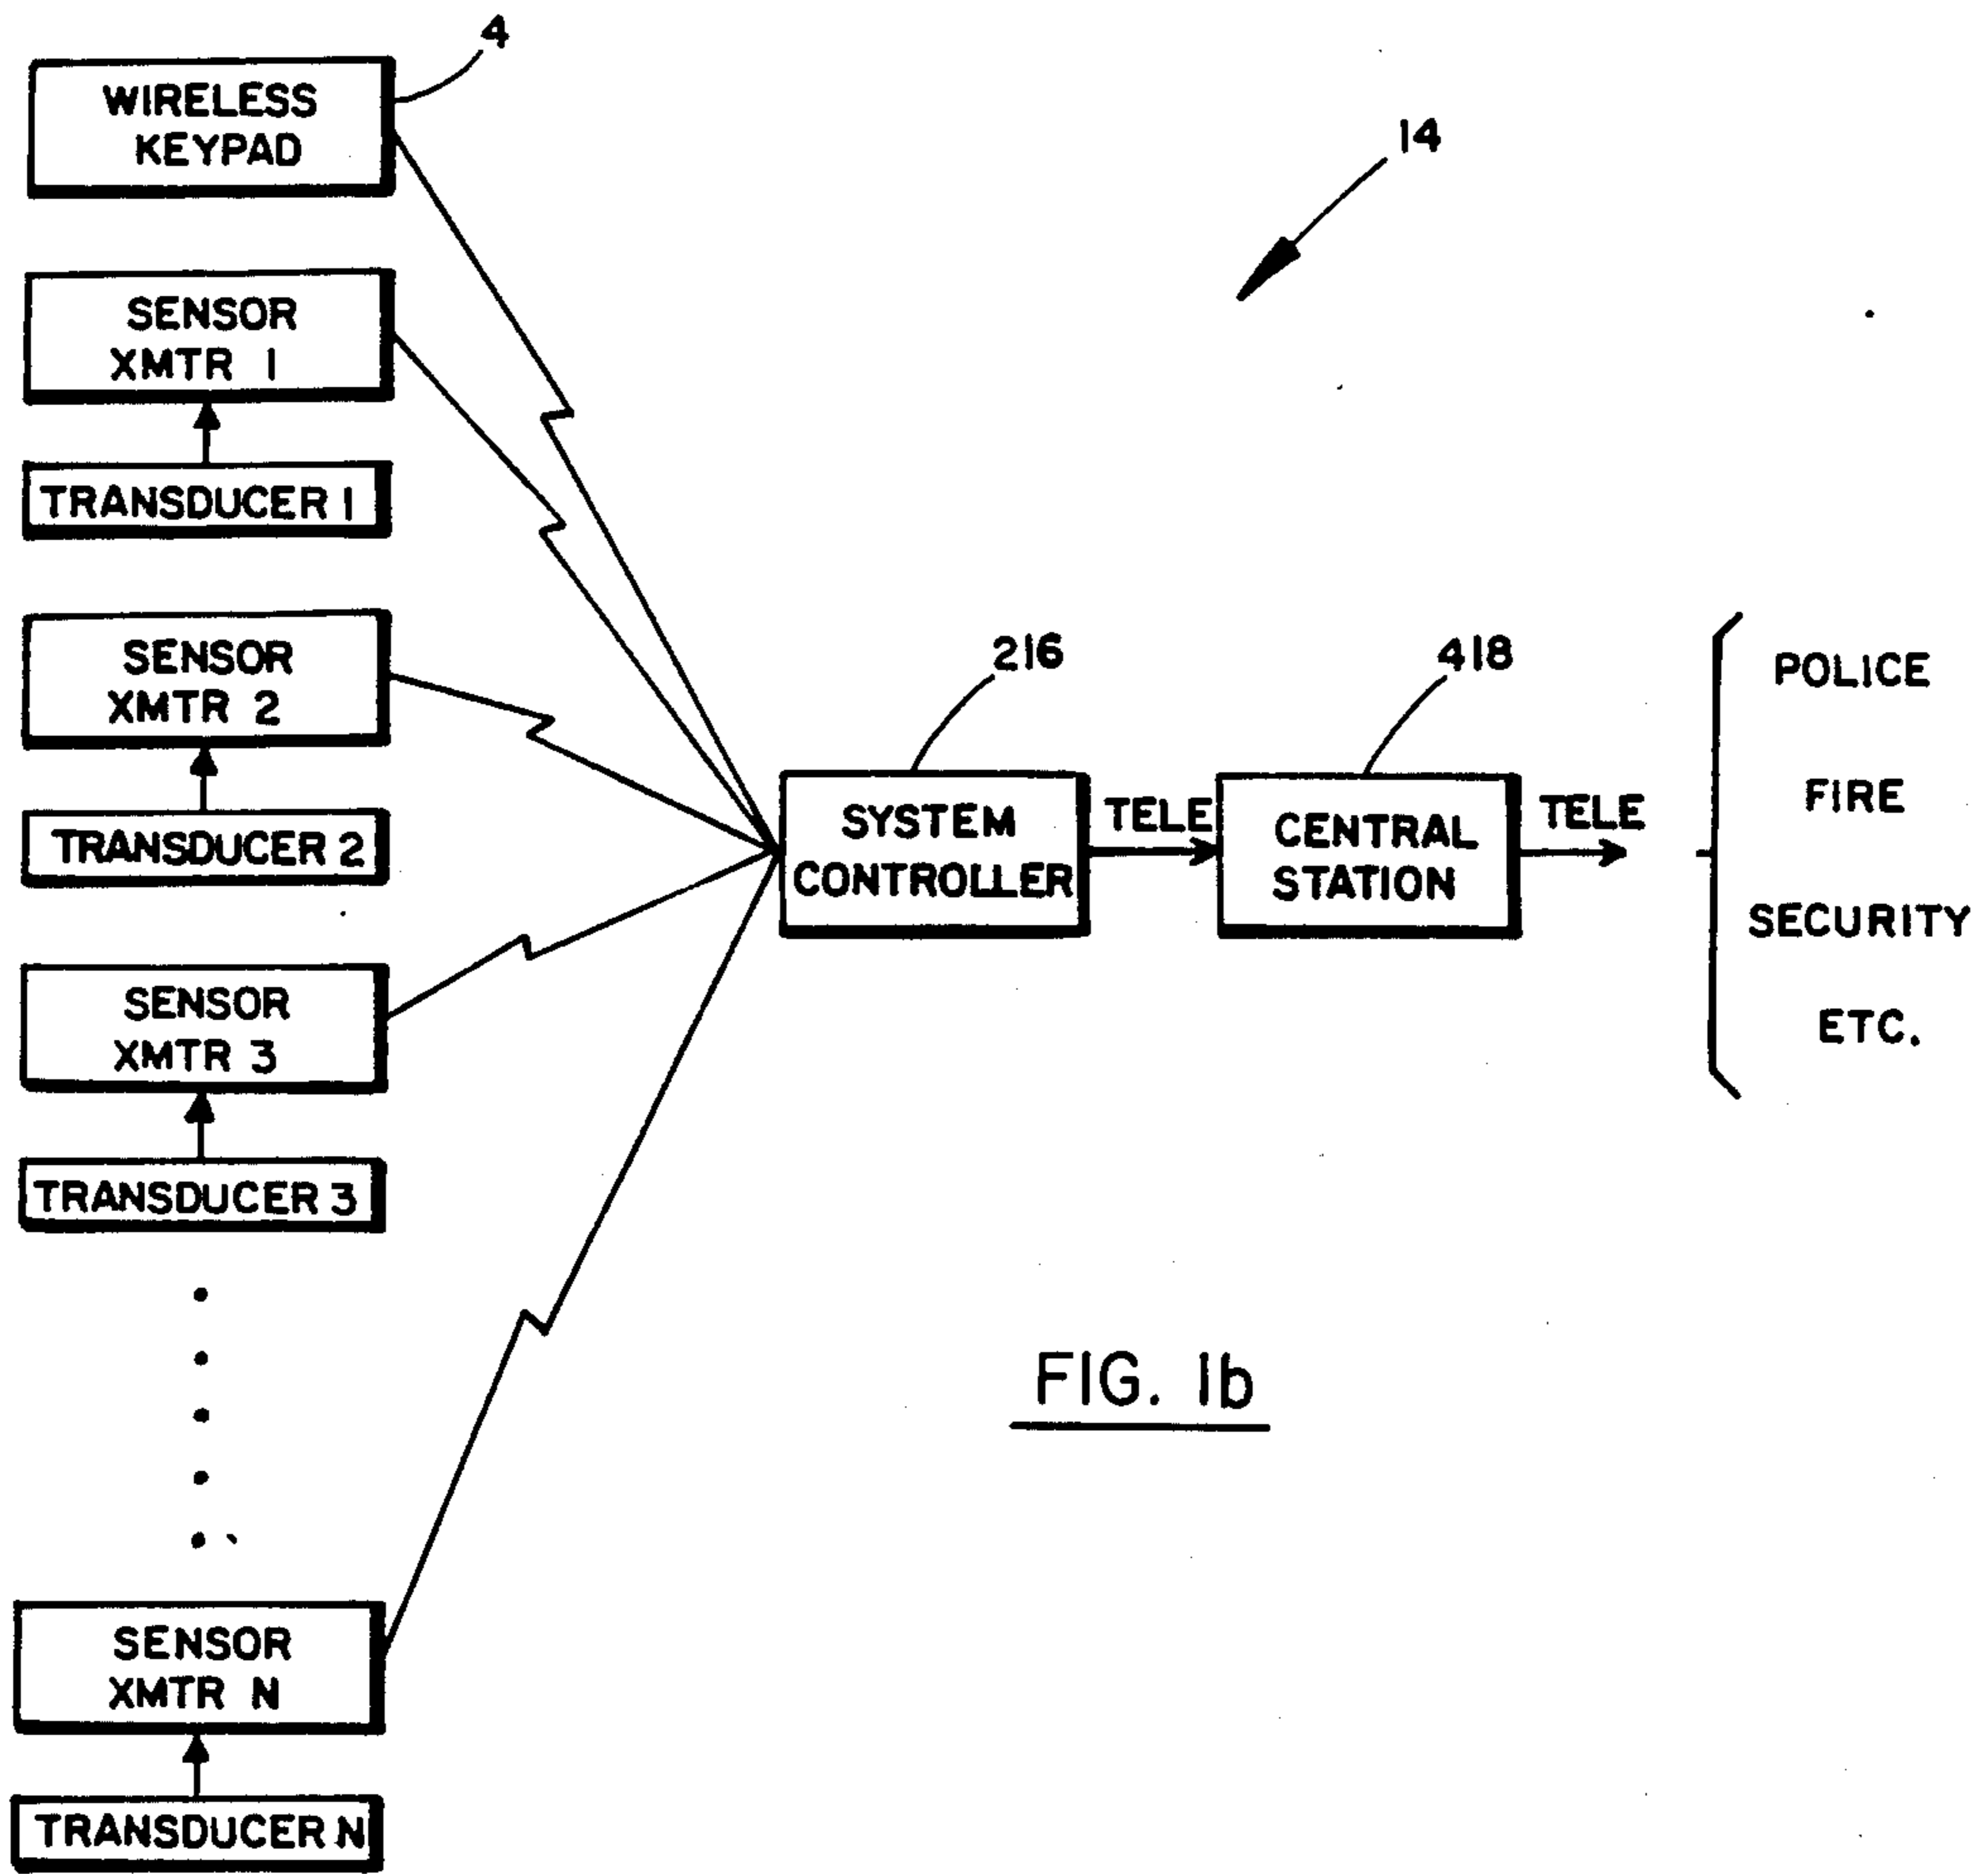 4
WIRELESS
KEYPAD
14
SENSOR
XMTR 1
TRANSDUCER 1
SENSOR
XMTR 2
TRANSDUCER 2
SENSOR
XMTR 3
TRANSDUCER 3
SENSOR
XMTR N
TRANSDUCER N
216
SYSTEM
CONTROLLER
TELE
418
CENTRAL
STATION
TELE
POLICE
FIRE
SECURITY
ETC.
FIG. 1b